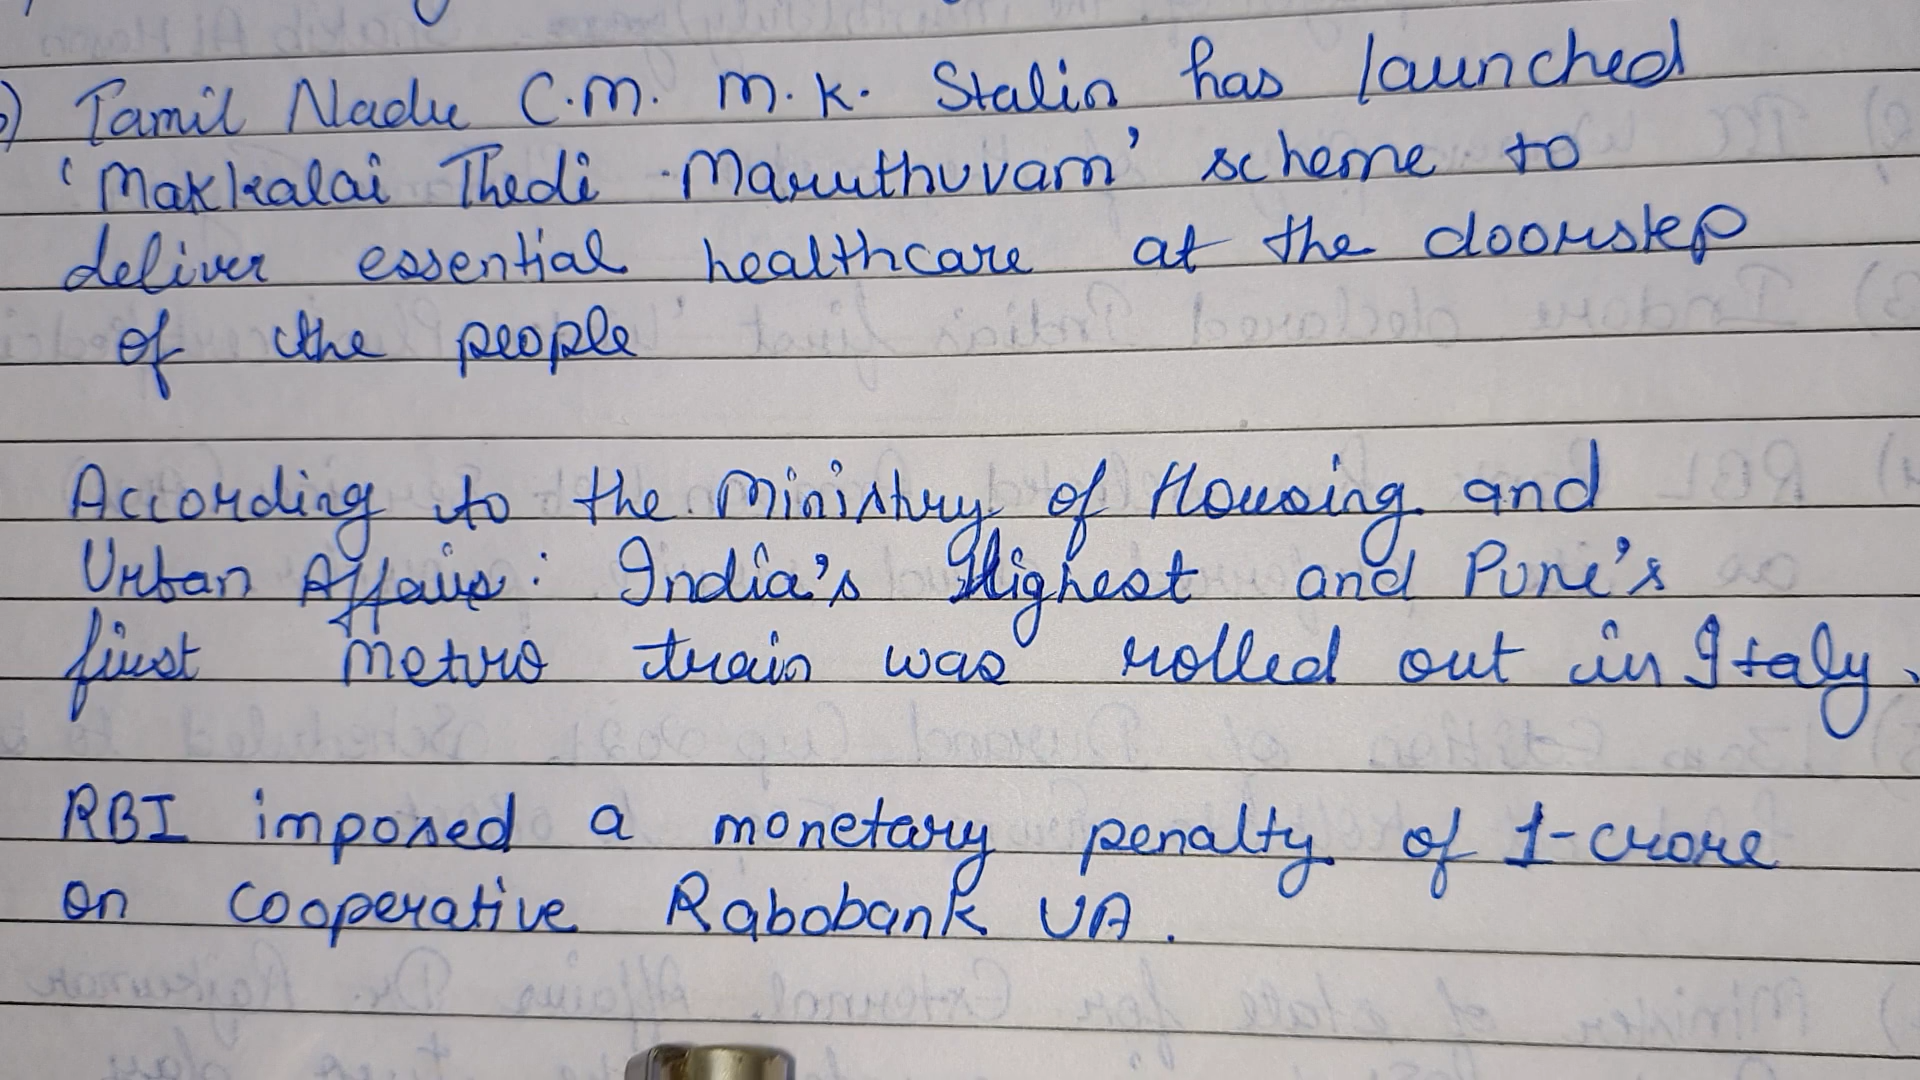 Tamil Nadu C.M. M.K. Stalin has launched
'Makkalai Thedi Maruthuvam' scheme to
deliver essential healthcare at the doorstep
of the people
According to the Ministry of Housing and
Urban Affairs: India's Highest and Pune's
first metro train was rolled out in Italy.
RBI imposed a monetary penalty of 1-crore
on cooperative Rabobank UA.